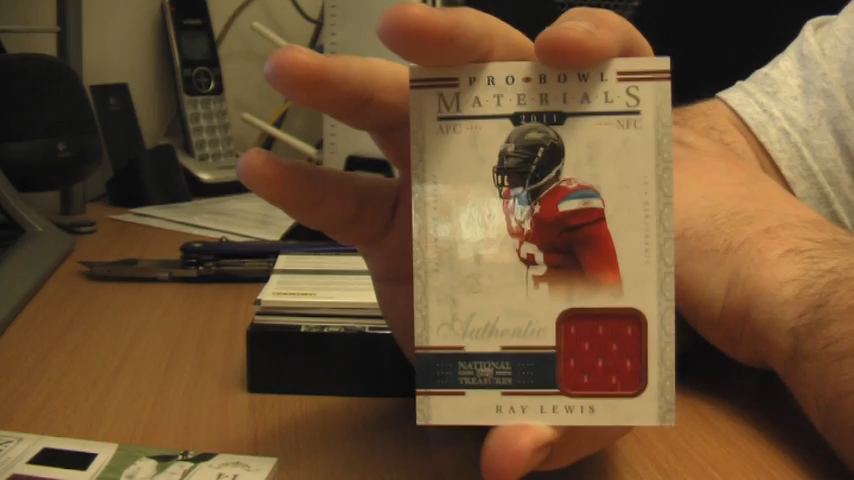 PRO BOWL
MATERIALS
2011
AFC NFC
Authentic
NATIONAL
TREASURES
RAY LEWIS